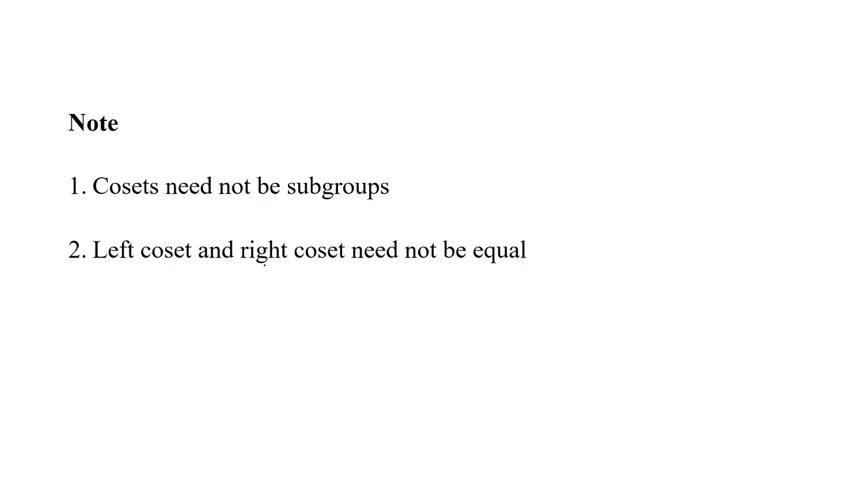 Note
1. Cosets need not be subgroups
2. Left coset and right coset need not be equal